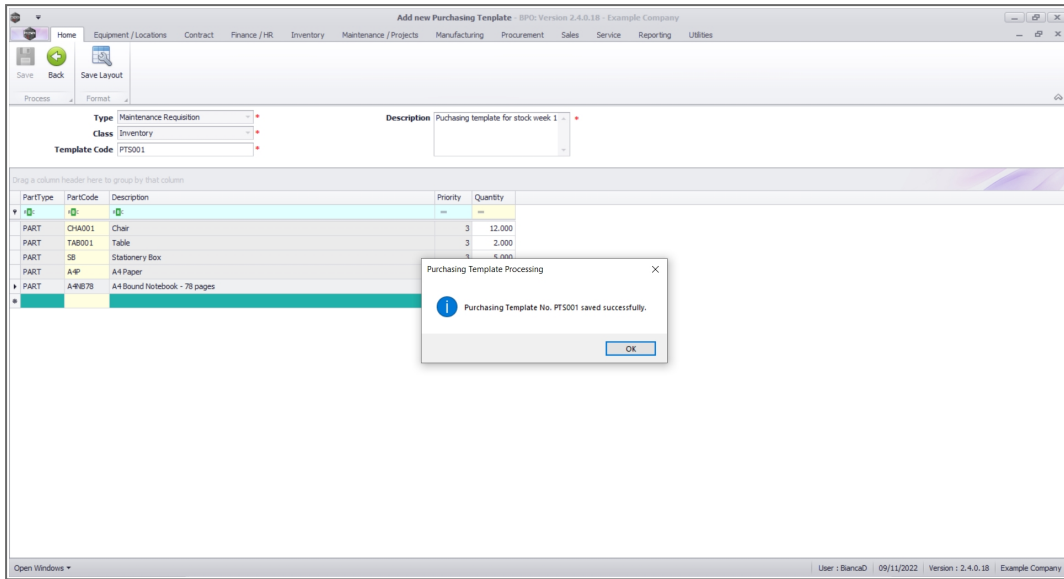 Add new Purchasing Template - BPO: Version 2.4.0.18 - Example Company
Home Equipment / Locations Contract Finance / HR Inventory Maintenance / Projects Manufacturing Procurement Sales Service Reporting Utilities
Save Back Save Layout
Process Format
Type Maintenance Requisition * Description Puchasing template for stock week 1 *
Class Inventory *
Template Code PTS001 *
Drag a column header here to group by that column
PartType PartCode Description Priority Quantity
PART CHA001 Chair 3 12.000
PART TAB001 Table 3 2.000
PART SB Stationery Box 3 5.000
PART A4P A4 Paper
PART A4NB78 A4 Bound Notebook - 78 pages
Purchasing Template Processing
Purchasing Template No. PTS001 saved successfully.
OK
Open Windows User : BiancaD 09/11/2022 Version : 2.4.0.18 Example Company